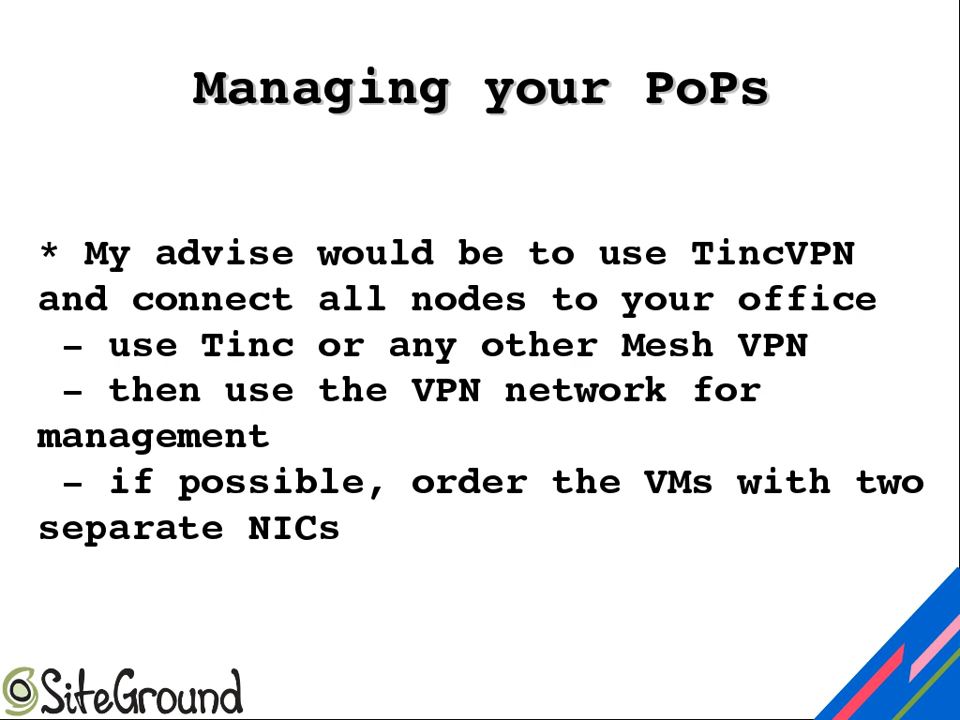 Managing your PoPs
* My advise would be to use TincVPN
and connect all nodes to your office
- use Tinc or any other Mesh VPN
- then use the VPN network for
management
- if possible, order the VMs with two
separate NICs
SiteGround